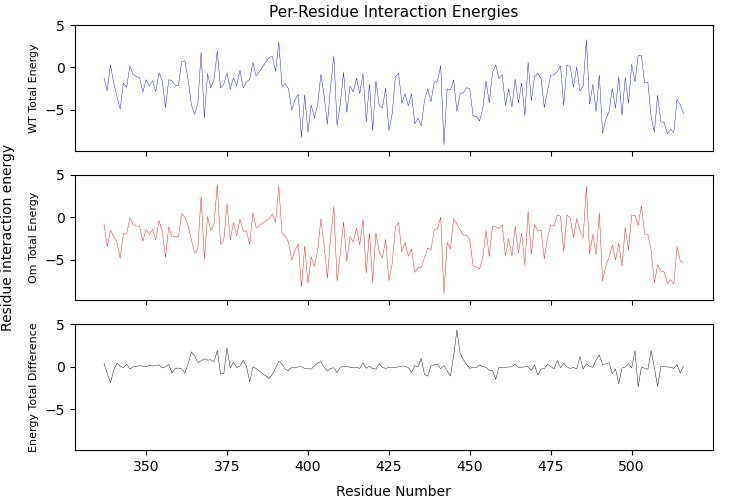 Per-Residue Interaction Energies
Residue interaction energy
WT Total Energy
0
−5
5
Om Total Energy
0
−5
5
Energy Total Difference
0
−5
5
350
375
400
425
450
475
500
Residue Number